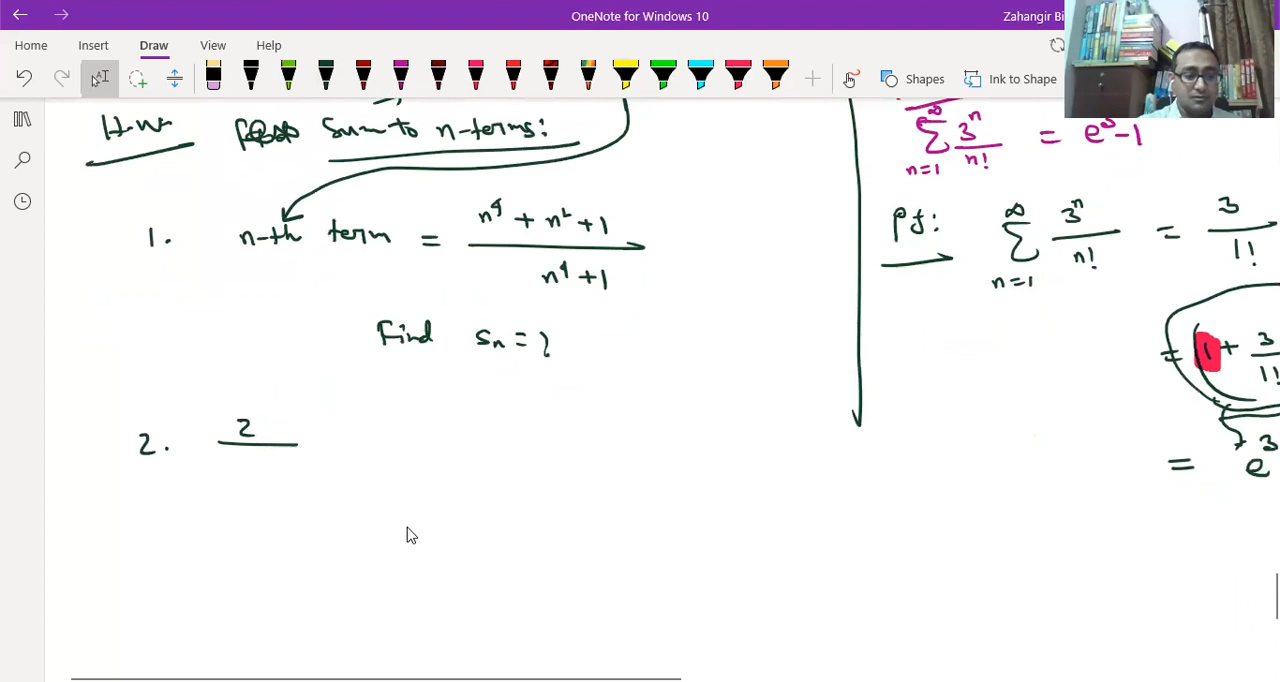 OneNote for Windows 10
Zahangir Bi
Home Insert Draw View Help
Shapes Ink to Shape
H.W Sum to n-terms:
1. n-th term = n⁴ + n² + 1 / n⁴ + 1
Find Sn = ?
2. 2
∞ Σ n=1 3ⁿ / n! = e³ - 1
Pf: ∞ Σ n=1 3ⁿ / n! = 3 / 1!
= (1 + 3 / 1!
= e³